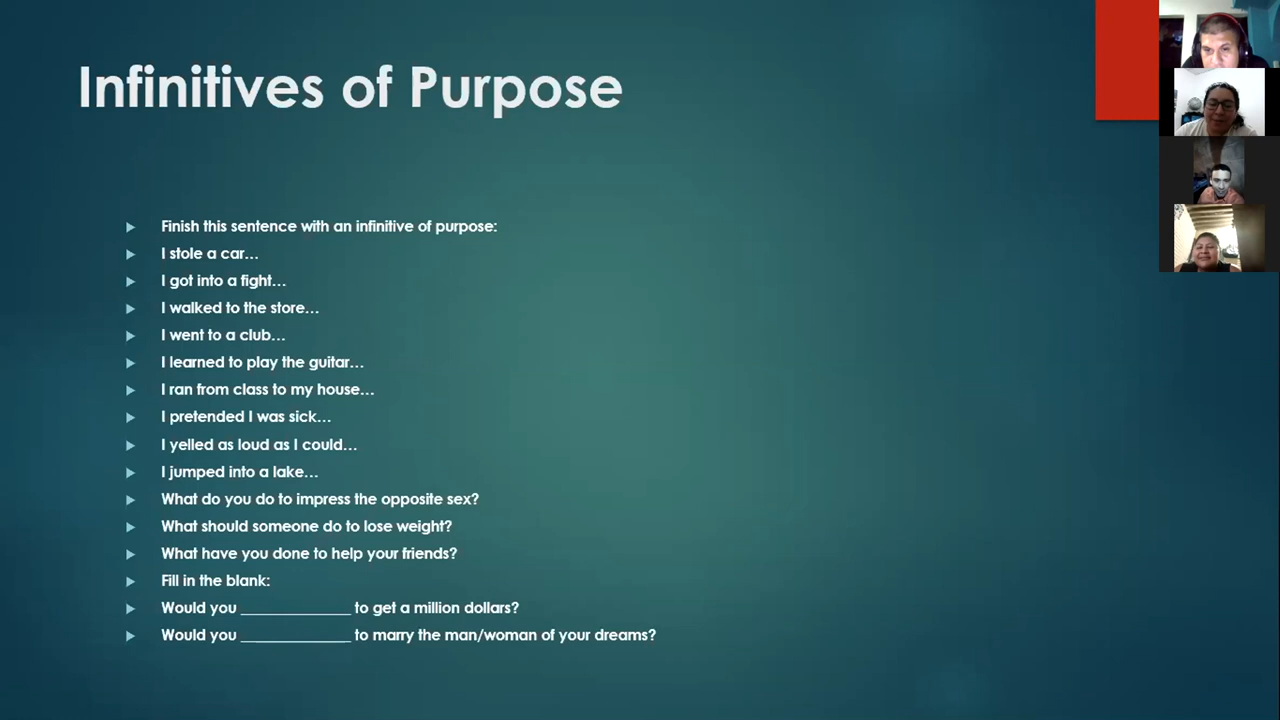 Infinitives of Purpose
Finish this sentence with an infinitive of purpose:
I stole a car…
I got into a fight…
I walked to the store…
I went to a club…
I learned to play the guitar…
I ran from class to my house…
I pretended I was sick…
I yelled as loud as I could…
I jumped into a lake…
What do you do to impress the opposite sex?
What should someone do to lose weight?
What have you done to help your friends?
Fill in the blank:
Would you ______________ to get a million dollars?
Would you ______________ to marry the man/woman of your dreams?